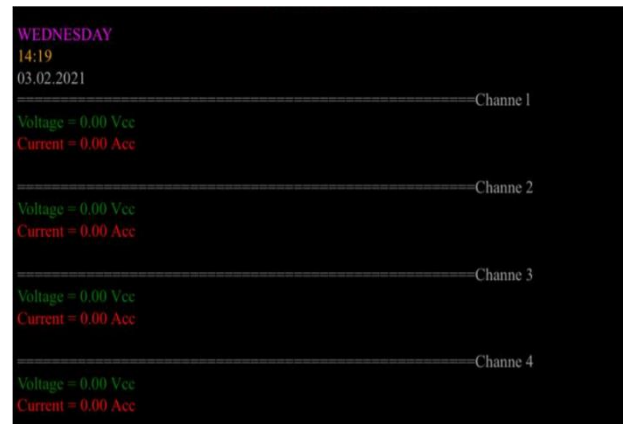 WEDNESDAY
14:19
03.02.2021
=====================================================Channe 1
Voltage = 0.00 Vcc
Current = 0.00 Acc
=====================================================Channe 2
Voltage = 0.00 Vcc
Current = 0.00 Acc
=====================================================Channe 3
Voltage = 0.00 Vcc
Current = 0.00 Acc
=====================================================Channe 4
Voltage = 0.00 Vcc
Current = 0.00 Acc